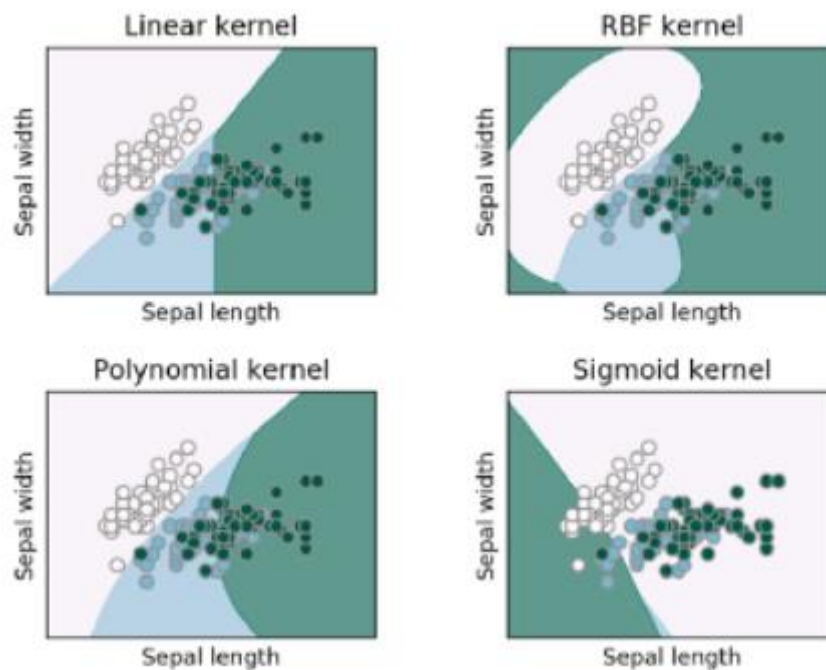 Linear kernel
RBF kernel
Sepal width
Sepal width
Sepal length
Sepal length
Polynomial kernel
Sigmoid kernel
Sepal width
Sepal width
Sepal length
Sepal length